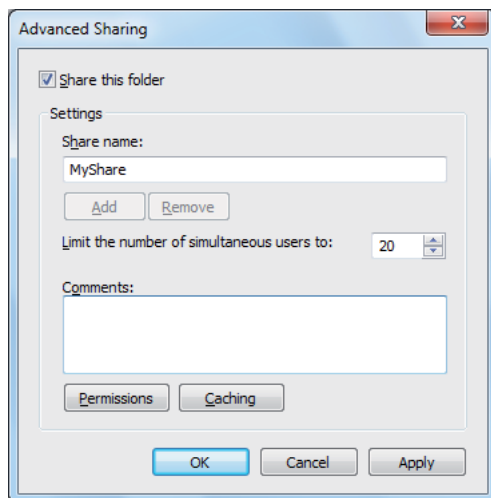 Advanced Sharing
Share this folder
Settings
Share name:
MyShare
Add Remove
Limit the number of simultaneous users to: 20
Comments:
Permissions Caching
OK Cancel Apply